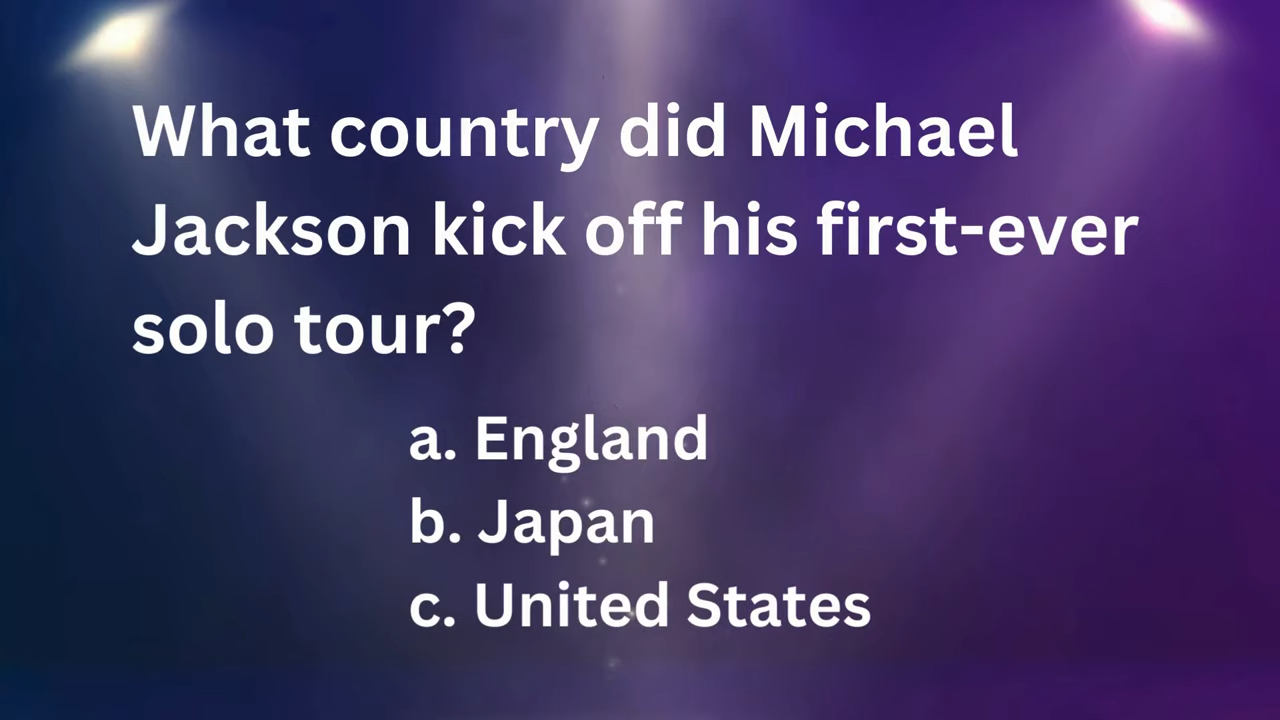 What country did Michael
Jackson kick off his first-ever
solo tour?
a. England
b. Japan
c. United States